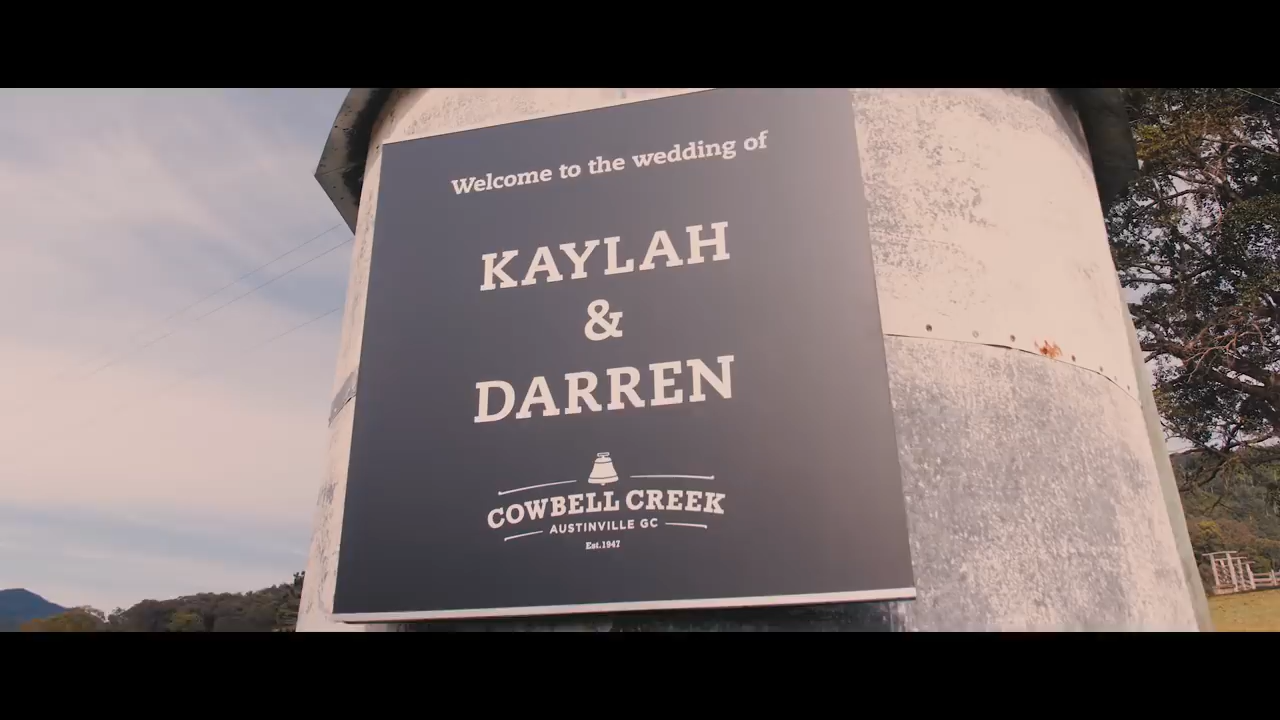 Welcome to the wedding of
KAYLAH
&
DARREN
COWBELL CREEK
AUSTINVILLE GC
Est.1947